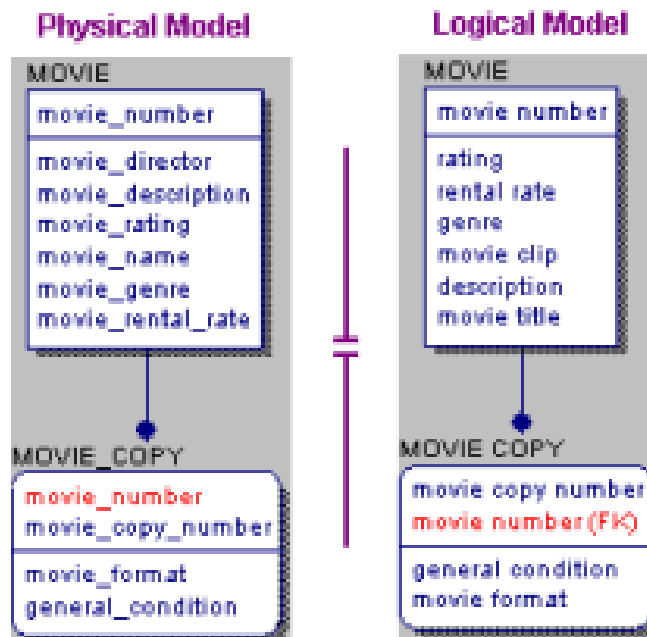 Physical Model
MOVIE
movie_number
movie_director
movie_description
movie_rating
movie_name
movie_genre
movie_rental_rate
MOVIE_COPY
movie_number
movie_copy_number
movie_format
general_condition
Logical Model
MOVIE
movie number
rating
rental rate
genre
movie clip
description
movie title
MOVIE COPY
movie copy number
movie number(FK)
general condition
movie format